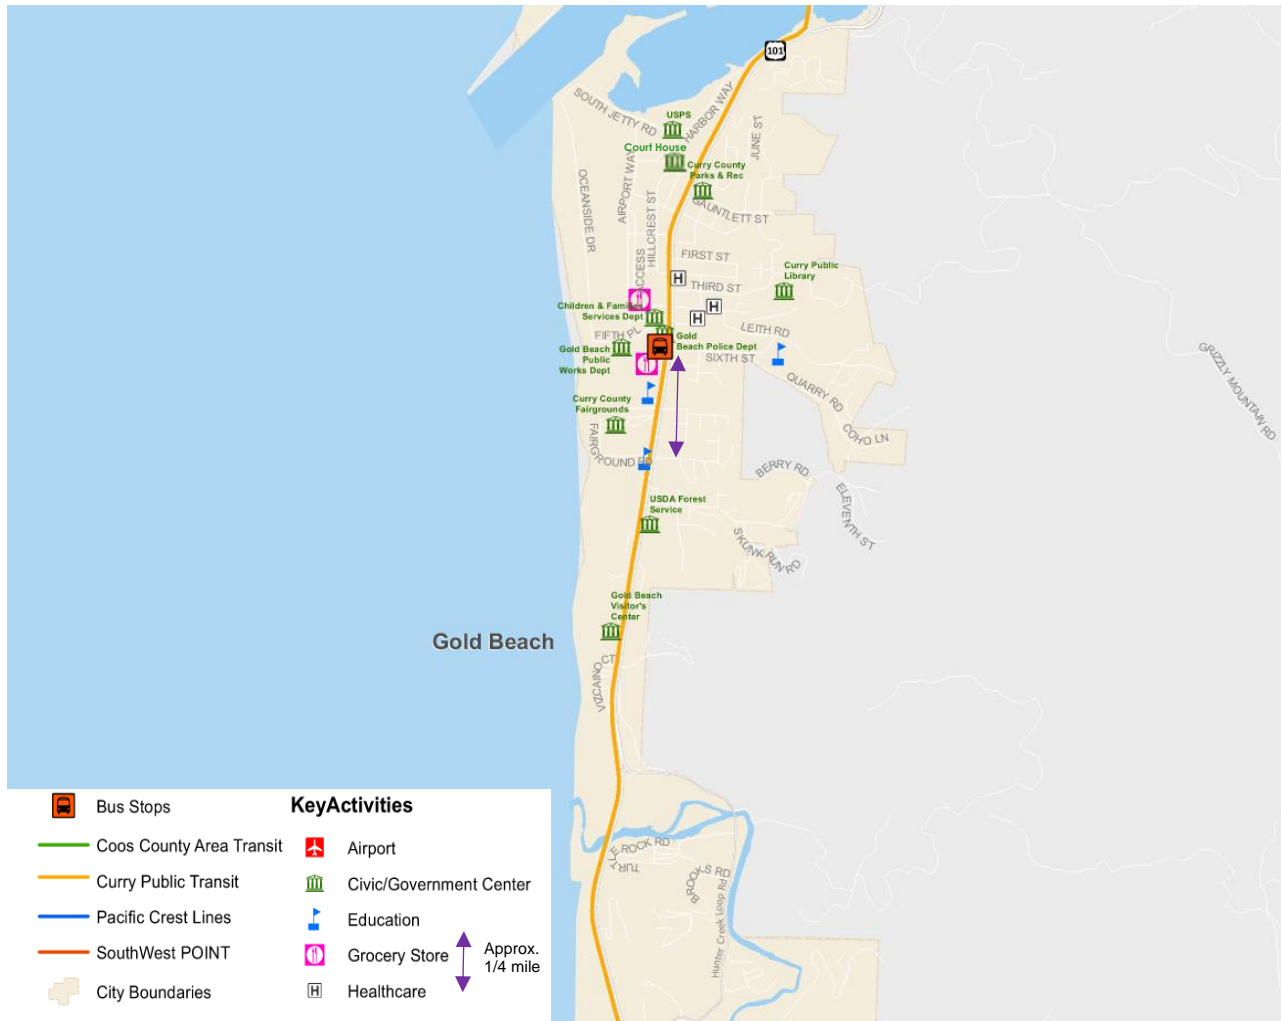 101
SOUTH JETTY RD
USPS
HARBOR WAY
JUNE ST
Court House
Curry County
Parks & Rec
AIRPORT WAY
OCEANSIDE DR
HILLCREST ST
GAUNTLETT ST
ACCESS
FIRST ST
Curry Public
Library
H
THIRD ST
H
H
Children & Families
Services Dept
LEITH RD
FIFTH PL
Gold
Beach Police Dept
Gold Beach
Public
Works Dept
SIXTH ST
GRIZZLY MOUNTAIN RD
QUARRY RD
Curry County
Fairgrounds
COHO LN
FAIRGROUND RD
BERRY RD
ELEVENTH ST
USDA Forest
Service
SKUNK RUN RD
Gold Beach
Visitor's
Center
Gold Beach
VIZCAINO CT
TURTLE ROCK RD
BROOKS RD
Hunter Creek Loop Rd
Bus Stops
Coos County Area Transit
Curry Public Transit
Pacific Crest Lines
SouthWest POINT
City Boundaries
KeyActivities
Airport
Civic/Government Center
Education
Grocery Store
H Healthcare
Approx.
1/4 mile